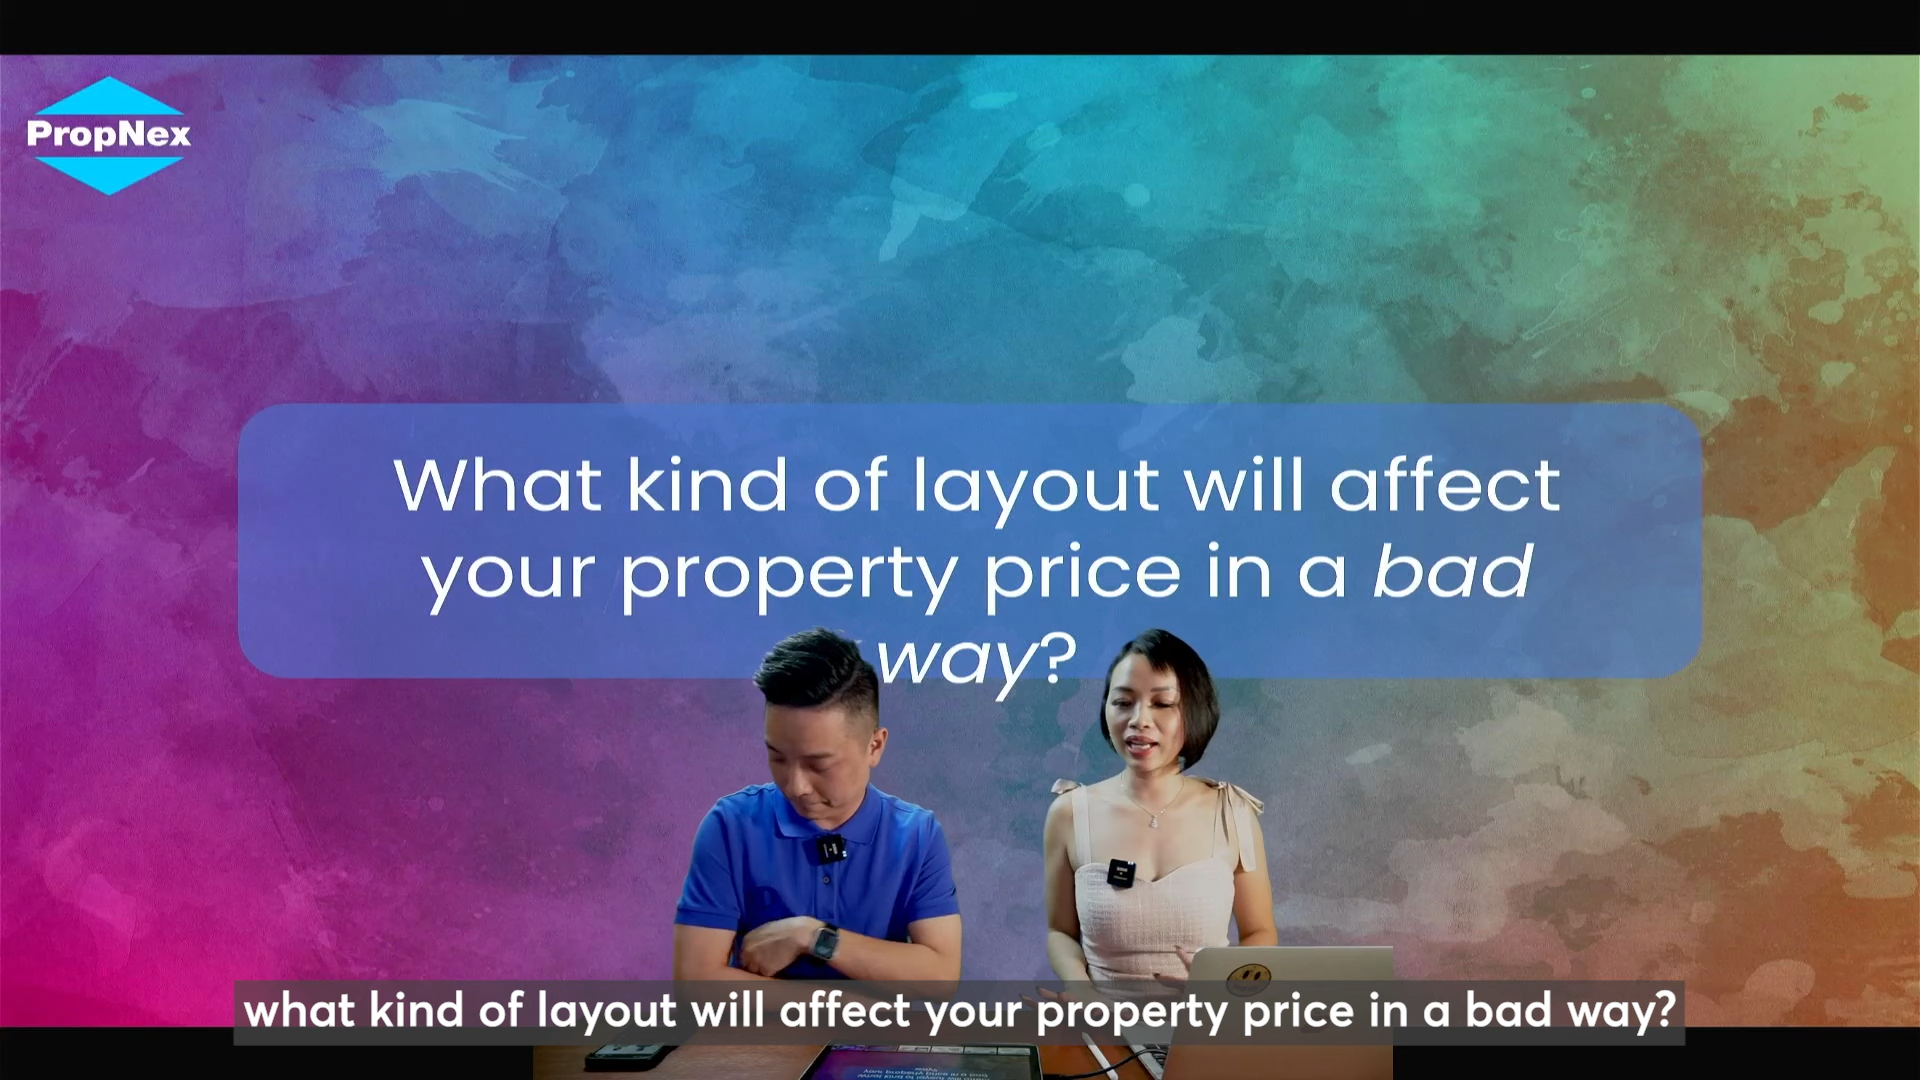 PropNex
What kind of layout will affect
your property price in a bad
way?
what kind of layout will affect your property price in a bad way?